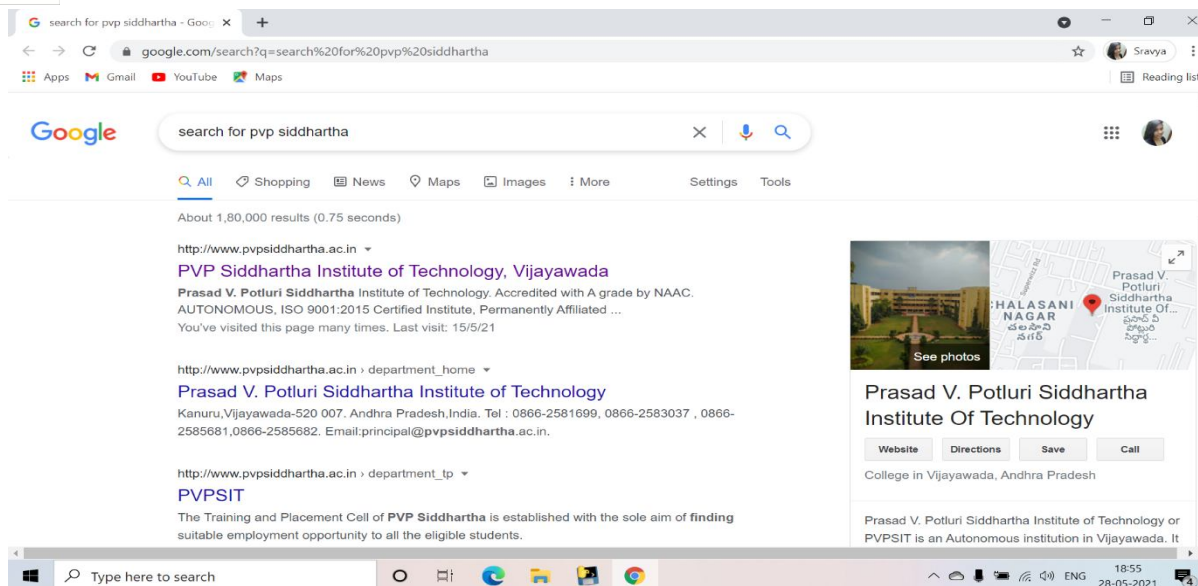 search for pvp siddhartha - Goog
google.com/search?q=search%20for%20pvp%20siddhartha
Sravya
Apps Gmail YouTube Maps
Reading list
Google
search for pvp siddhartha
All Shopping News Maps Images More Settings Tools
About 1,80,000 results (0.75 seconds)
http://www.pvpsiddhartha.ac.in
PVP Siddhartha Institute of Technology, Vijayawada
Prasad V. Potluri Siddhartha Institute of Technology. Accredited with A grade by NAAC.
AUTONOMOUS, ISO 9001:2015 Certified Institute, Permanently Affiliated ...
You've visited this page many times. Last visit: 15/5/21
http://www.pvpsiddhartha.ac.in › department_home
Prasad V. Potluri Siddhartha Institute of Technology
Kanuru,Vijayawada-520 007. Andhra Pradesh,India. Tel : 0866-2581699, 0866-2583037 , 0866-
2585681,0866-2585682. Email:principal@pvpsiddhartha.ac.in.
http://www.pvpsiddhartha.ac.in › department_tp
PVPSIT
The Training and Placement Cell of PVP Siddhartha is established with the sole aim of finding
suitable employment opportunity to all the eligible students.
See photos
CHALASANI
NAGAR
చలసాని
నగర్
Prasad V.
Potluri
Siddhartha
Institute Of...
ప్రసాద్ వి
పోట్లురి
సిద్ధార్థ...
Prasad V. Potluri Siddhartha
Institute Of Technology
Website Directions Save Call
College in Vijayawada, Andhra Pradesh
Prasad V. Potluri Siddhartha Institute of Technology or
PVPSIT is an Autonomous institution in Vijayawada. It
Type here to search
ENG
18:55
28-05-2021